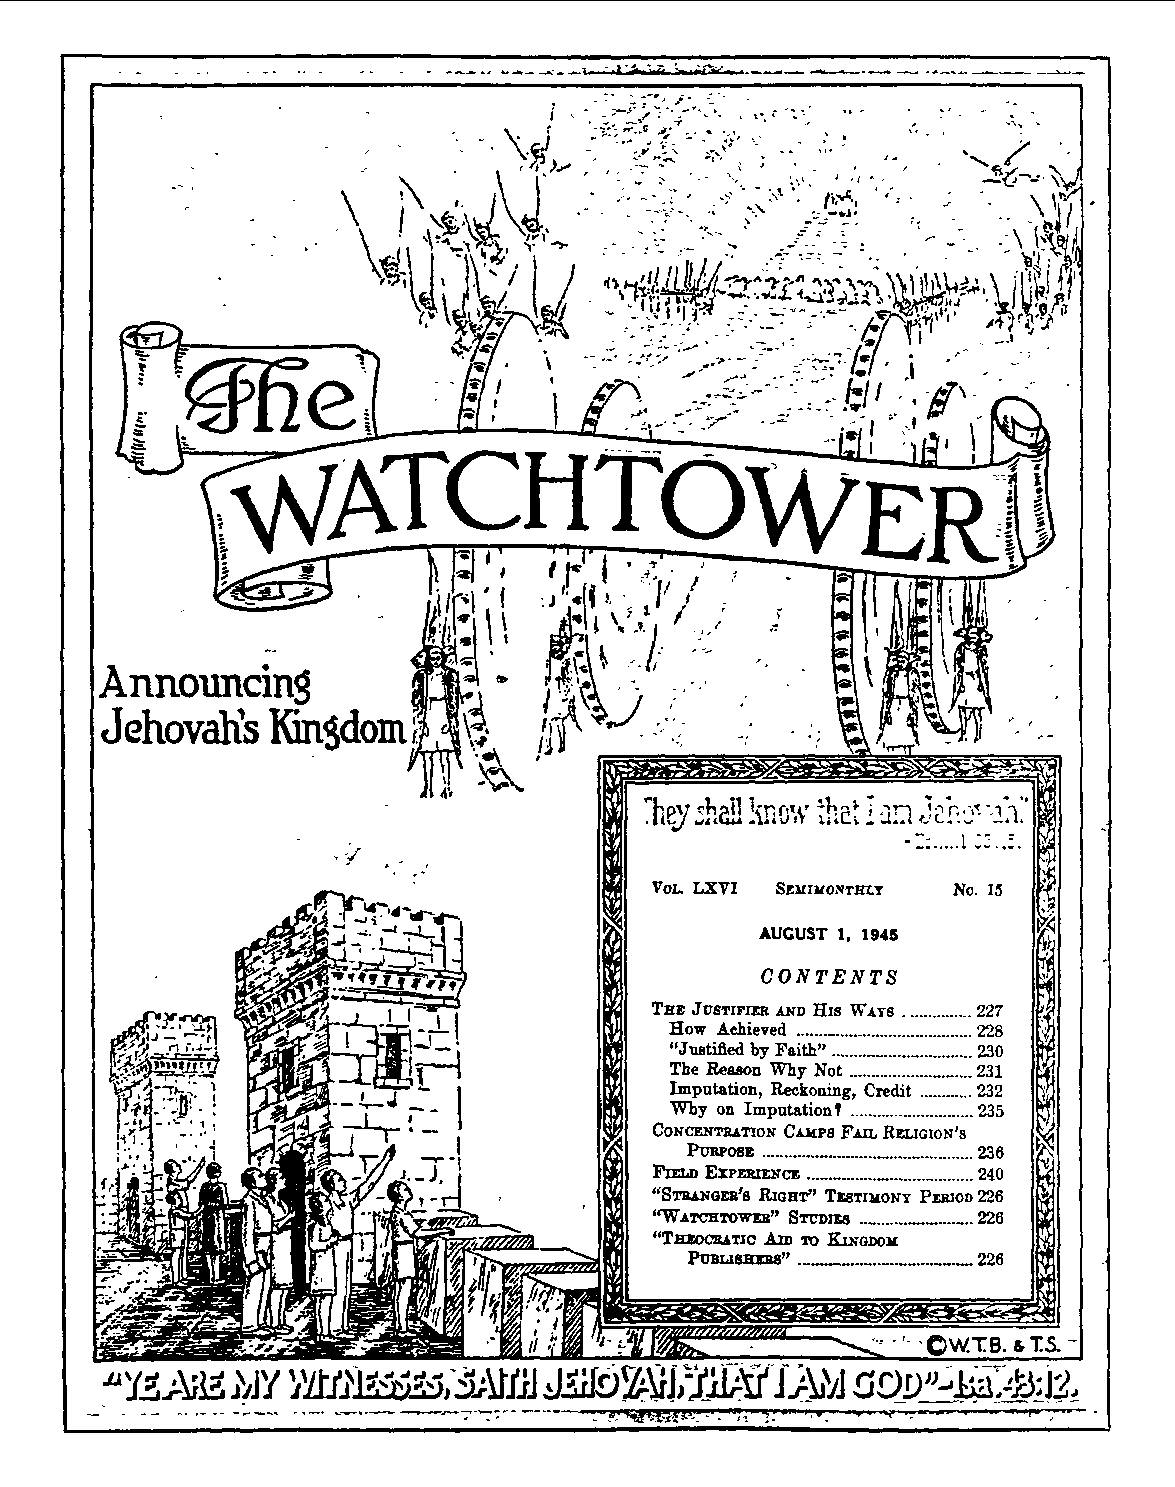 The
WATCHTOWER
Announcing
Jehovah's Kingdom
hey shall know that I am Jehovah."
VOL. LXVI SEMIMONTHLY No. 15
AUGUST 1, 1945
CONTENTS
THE JUSTIFIER AND HIS WAYS . .............. 227
How Achieved .......................................... 228
"Justified by Faith" ................................. 230
The Reason Why Not ............................. 231
Imputation, Reckoning, Credit ............ 232
Why on Imputation? ............................. 235
CONCENTRATION CAMPS FAIL RELIGION'S
PURPOSE .................................................. 236
FIELD EXPERIENCE ........................................ 240
"STRANGER'S RIGHT" TESTIMONY PERIOD 226
"WATCHTOWER" STUDIES ........................... 226
"THEOCRATIC AID TO KINGDOM
PUBLISHERS" .......................................... 226
©W.T.B. & T.S.
"YE ARE MY WITNESSES, SAITH JEHOVAH, THAT I AM GOD"-Isa. 43:12.